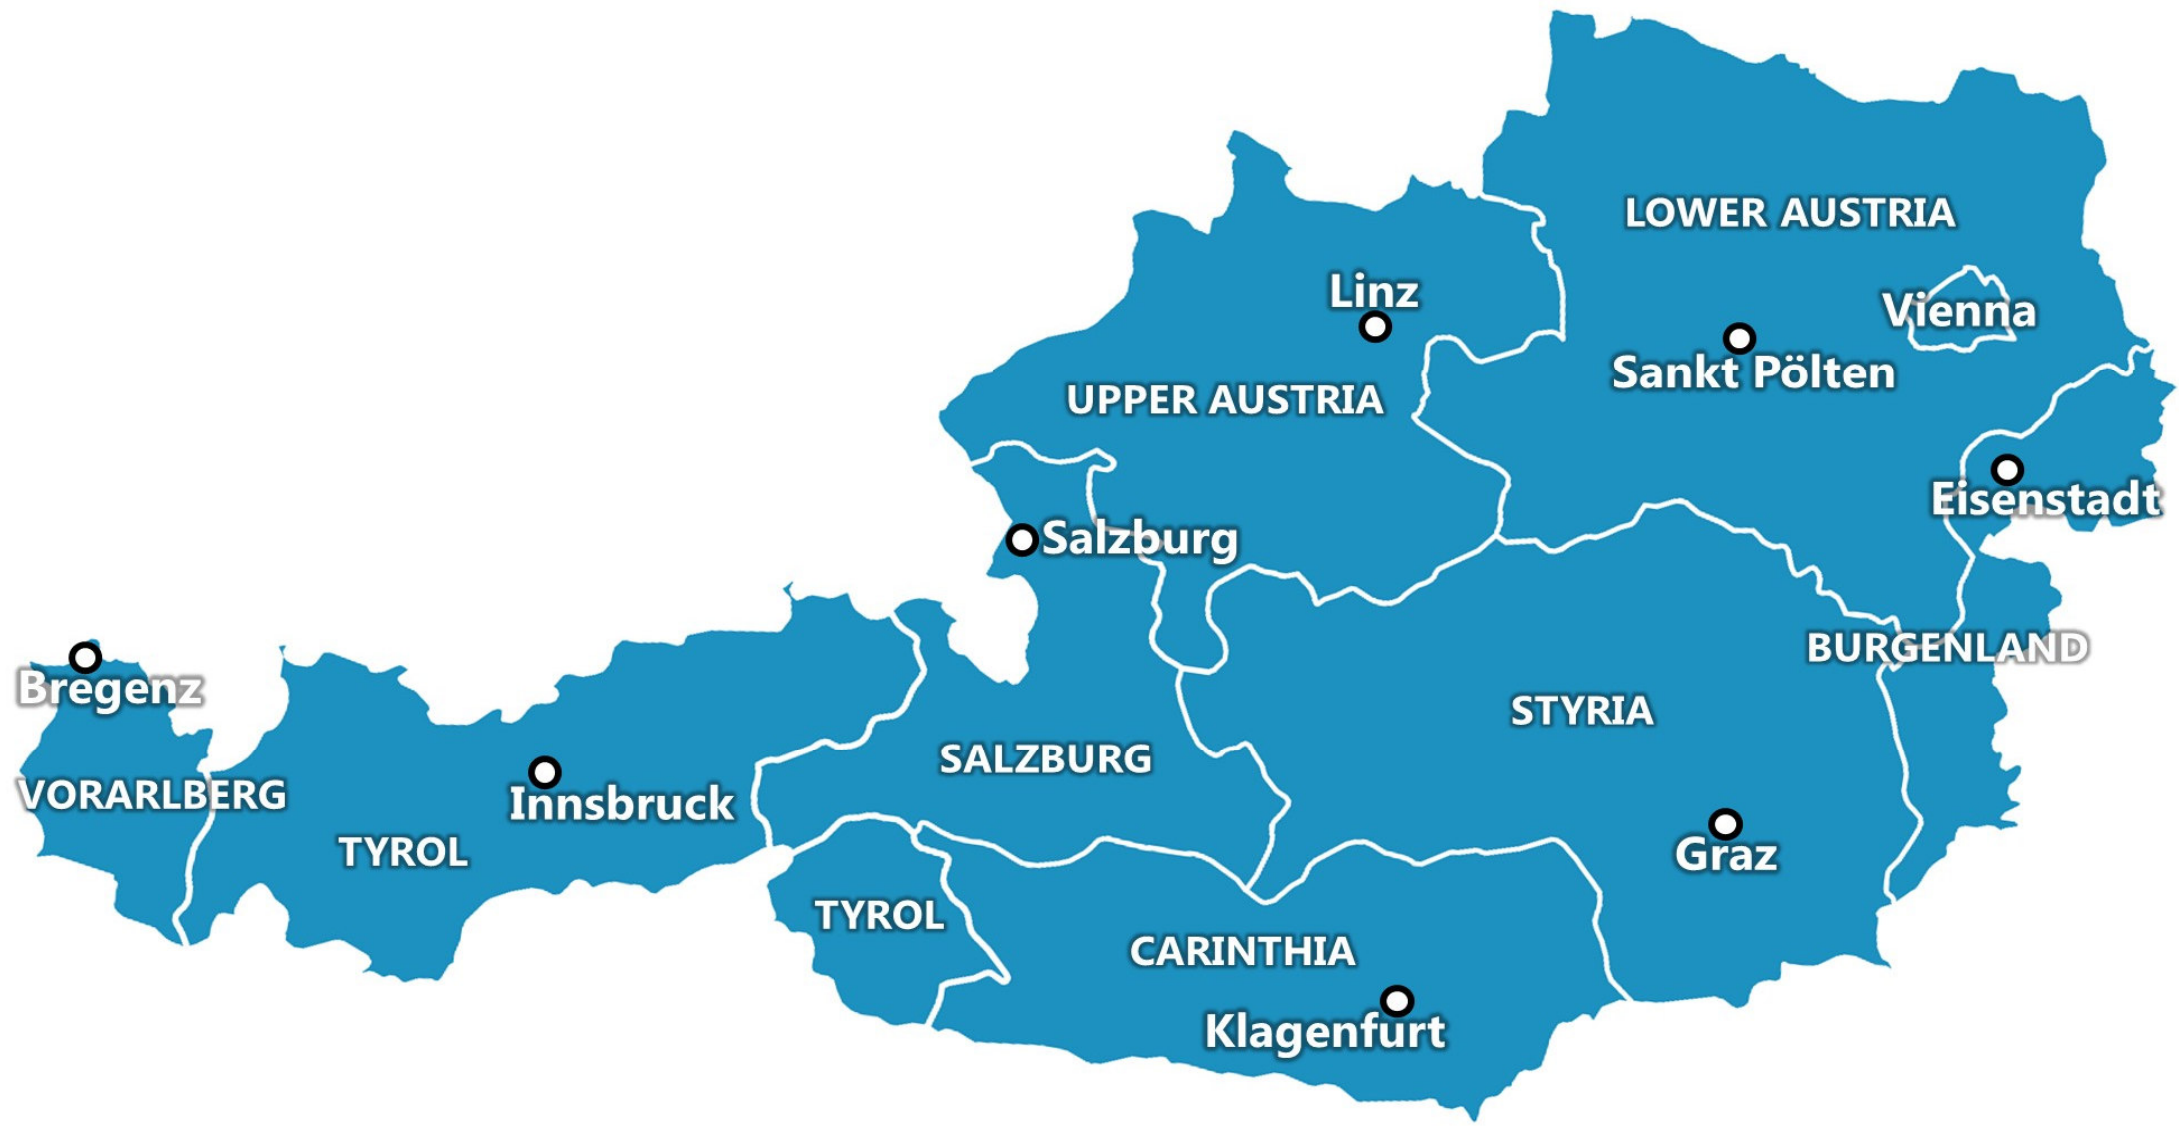 LOWER AUSTRIA
Linz
Vienna
Sankt Pölten
UPPER AUSTRIA
Eisenstadt
Salzburg
BURGENLAND
Bregenz
STYRIA
SALZBURG
VORARLBERG
Innsbruck
TYROL
Graz
TYROL
CARINTHIA
Klagenfurt